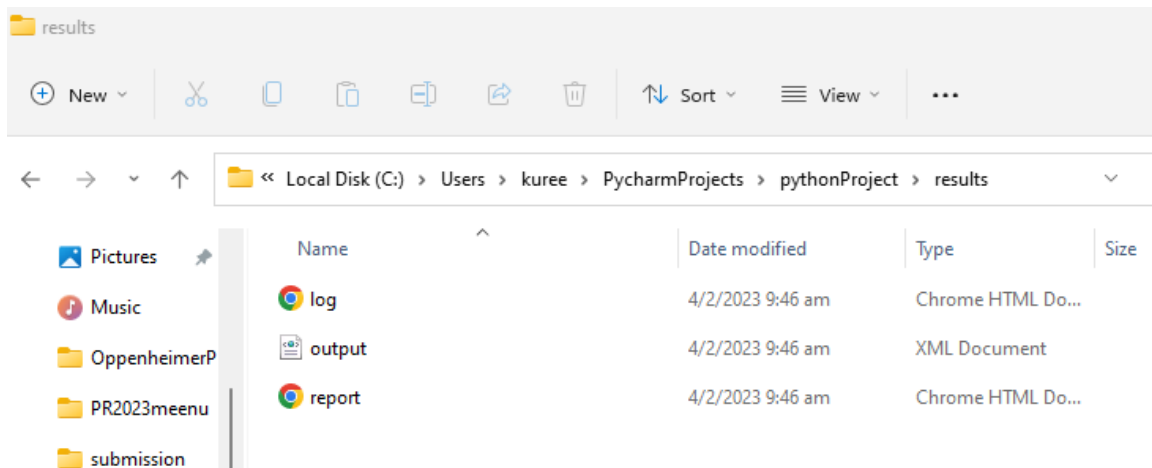 results
New Sort View •••
« Local Disk (C:) > Users > kuree > PycharmProjects > pythonProject > results
Pictures
Music
OppenheimerP
PR2023meenu
submission
Name Date modified Type Size
log 4/2/2023 9:46 am Chrome HTML Do...
output 4/2/2023 9:46 am XML Document
report 4/2/2023 9:46 am Chrome HTML Do...